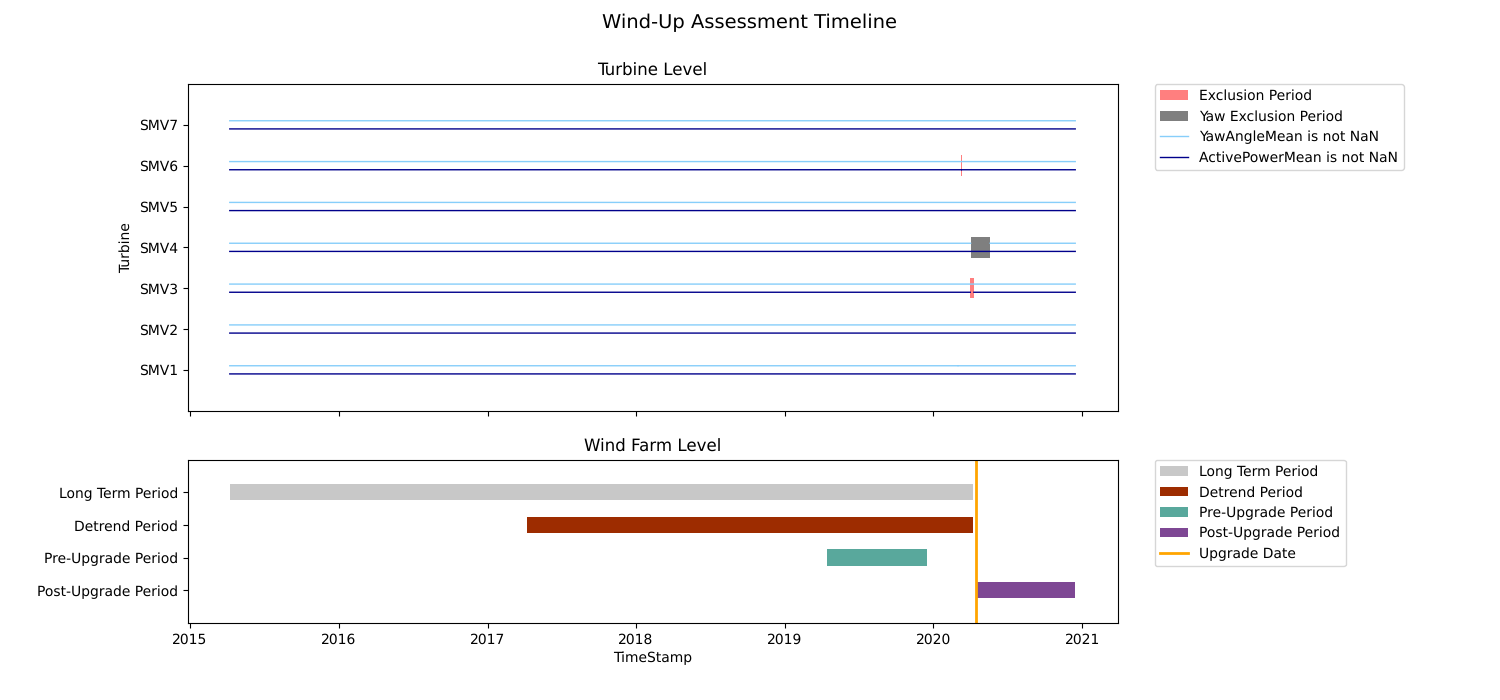 Wind-Up Assessment Timeline
Turbine Level
Turbine
SMV7
SMV6
SMV5
SMV4
SMV3
SMV2
SMV1
Exclusion Period
Yaw Exclusion Period
YawAngleMean is not NaN
ActivePowerMean is not NaN
Wind Farm Level
Long Term Period
Detrend Period
Pre-Upgrade Period
Post-Upgrade Period
2015 2016 2017 2018 2019 2020 2021
TimeStamp
Long Term Period
Detrend Period
Pre-Upgrade Period
Post-Upgrade Period
Upgrade Date